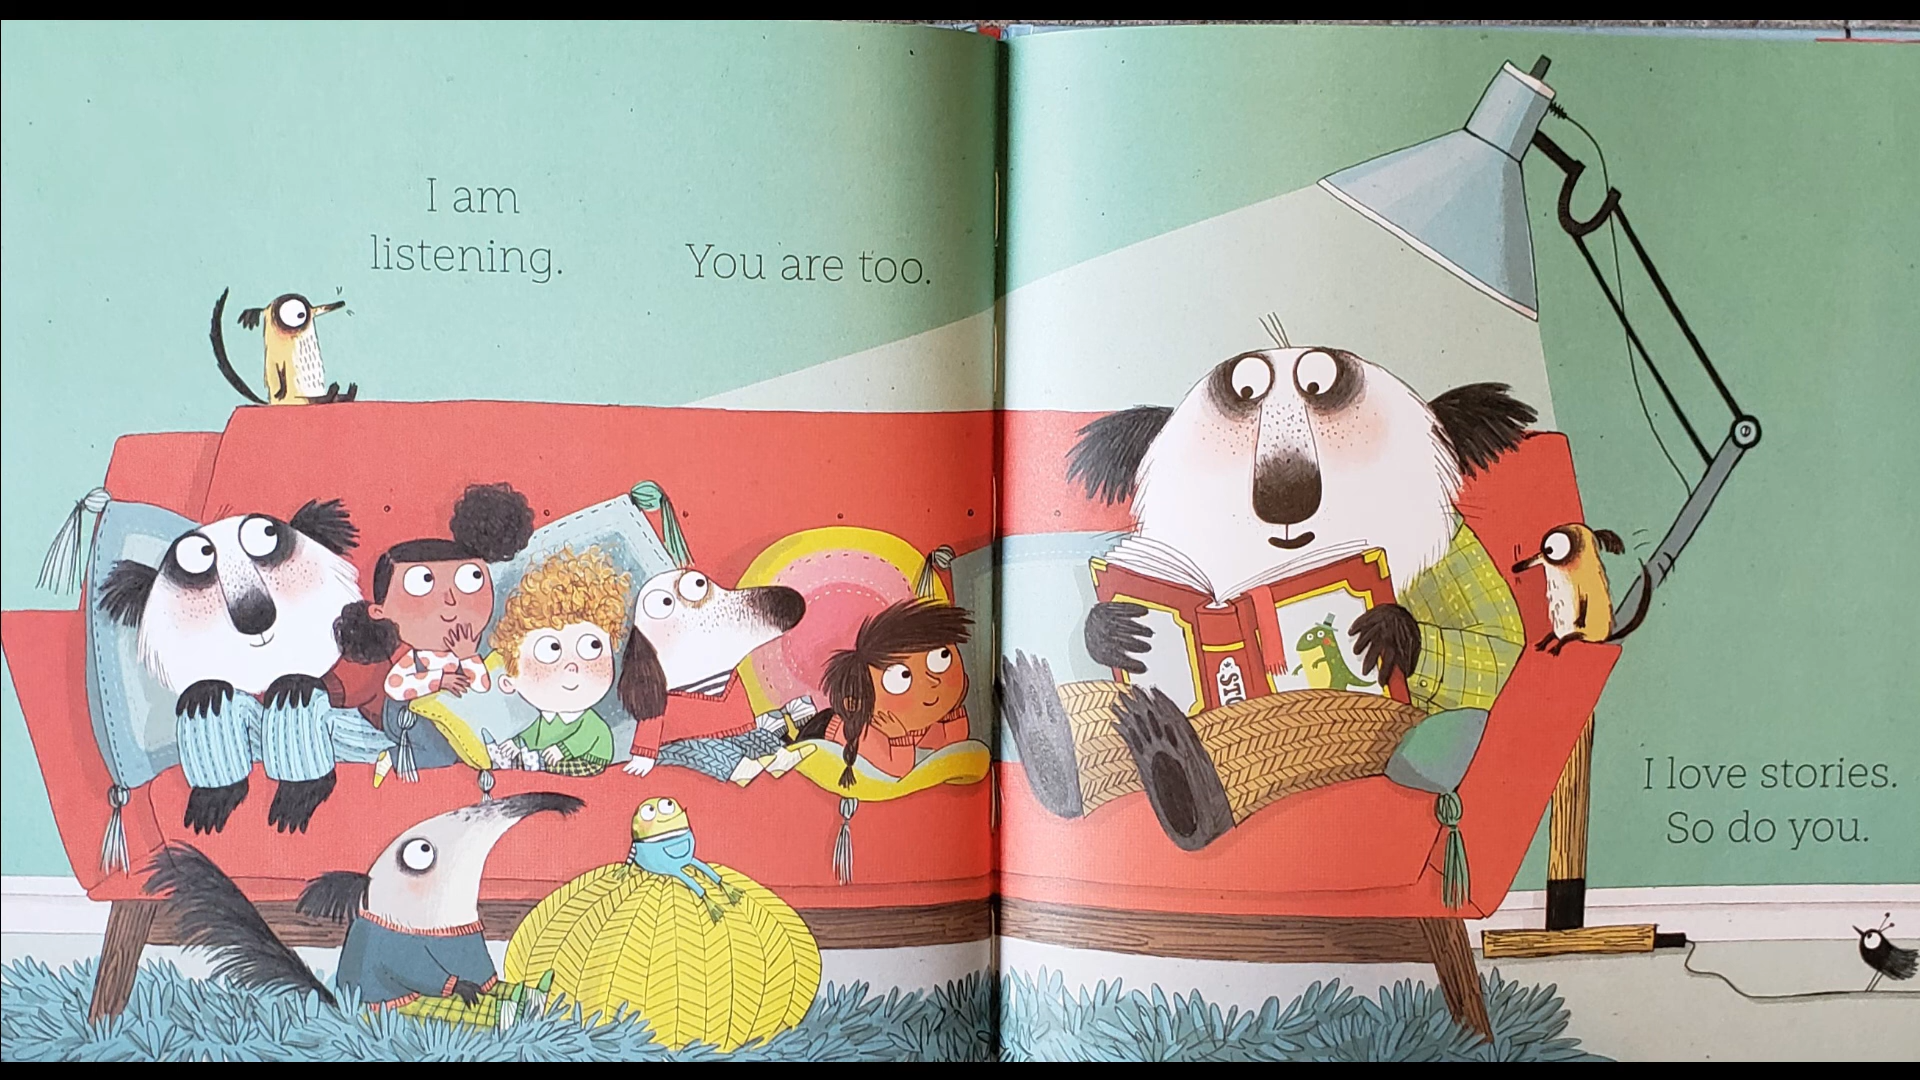 I am
listening.
You are too.
I love stories.
So do you.